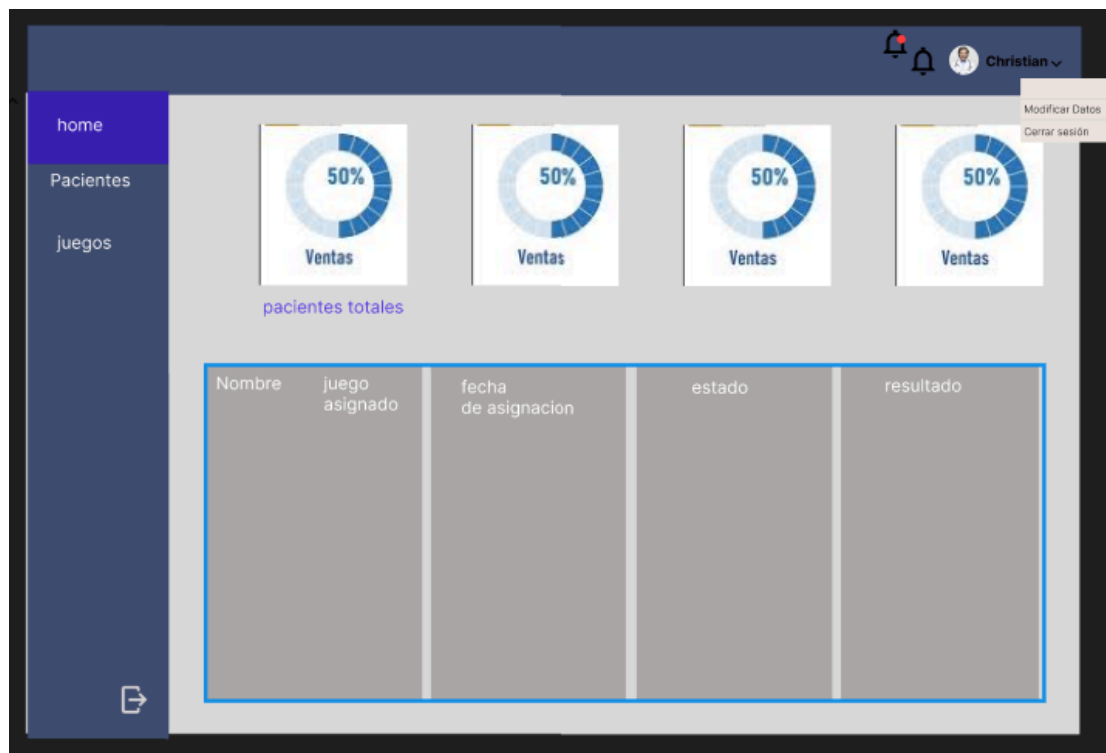 Christian
Modificar Datos
Cerrar sesión
home
Pacientes
juegos
50%
Ventas
50%
Ventas
50%
Ventas
50%
Ventas
pacientes totales
Nombre
juego
asignado
fecha
de asignacion
estado
resultado